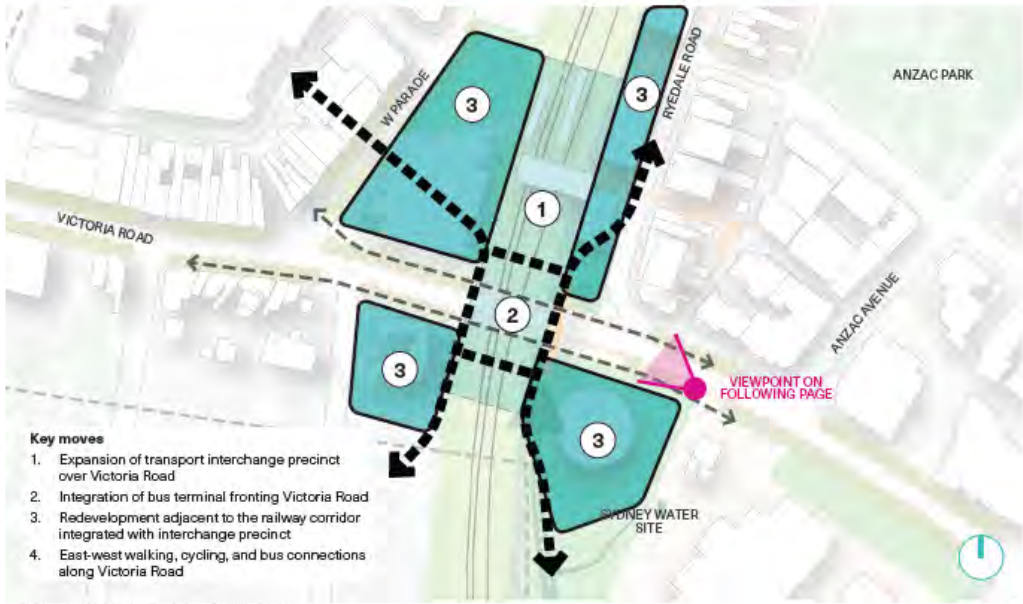 ANZAC PARK
W PARADE
RYEDALE ROAD
3
3
1
VICTORIA ROAD
2
ANZAC AVENUE
3
3
VIEWPOINT ON
FOLLOWING PAGE
SYDNEY WATER
SITE
Key moves
1. Expansion of transport interchange precinct
over Victoria Road
2. Integration of bus terminal fronting Victoria Road
3. Redevelopment adjacent to the railway corridor
integrated with interchange precinct
4. East-west walking, cycling, and bus connections
along Victoria Road